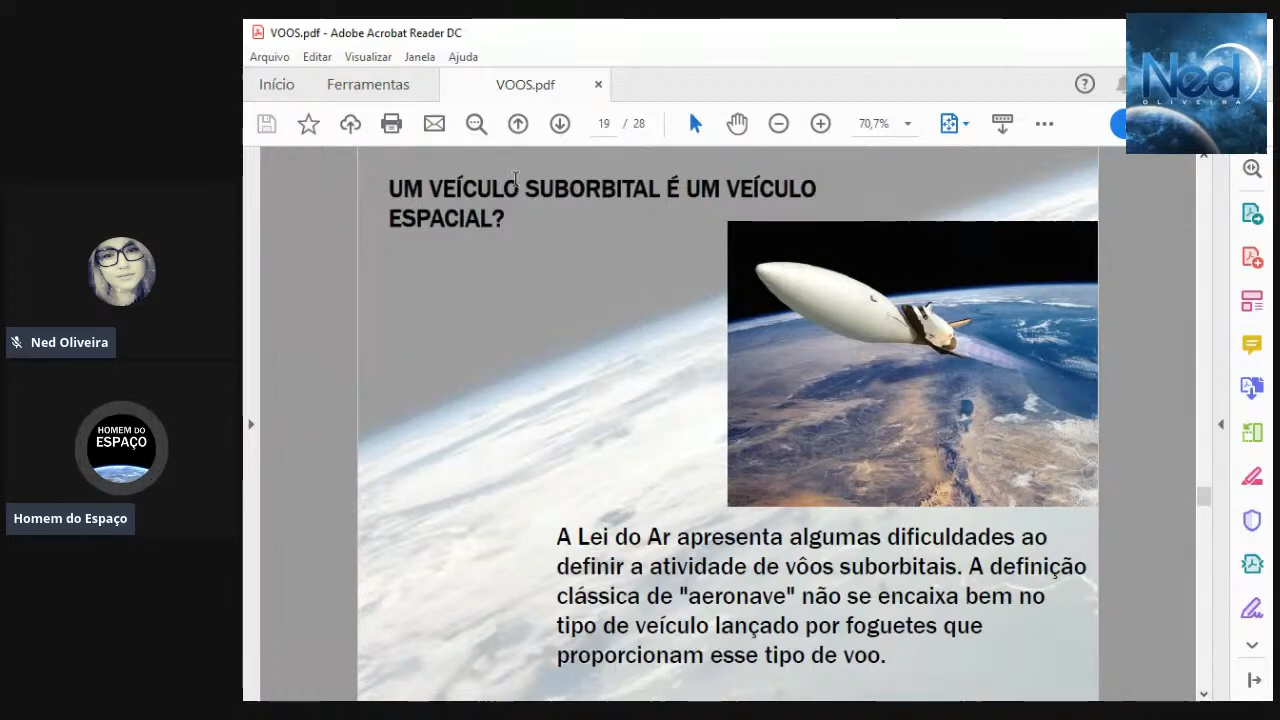 VOOS.pdf - Adobe Acrobat Reader DC
Arquivo Editar Visualizar Janela Ajuda
Início Ferramentas VOOS.pdf
19 / 28 70,7%
Ned
OLIVEIRA
UM VEÍCULO SUBORBITAL É UM VEÍCULO
ESPACIAL?
Ned Oliveira
HOMEM DO
ESPAÇO
Homem do Espaço
A Lei do Ar apresenta algumas dificuldades ao
definir a atividade de vôos suborbitais. A definição
clássica de "aeronave" não se encaixa bem no
tipo de veículo lançado por foguetes que
proporcionam esse tipo de voo.